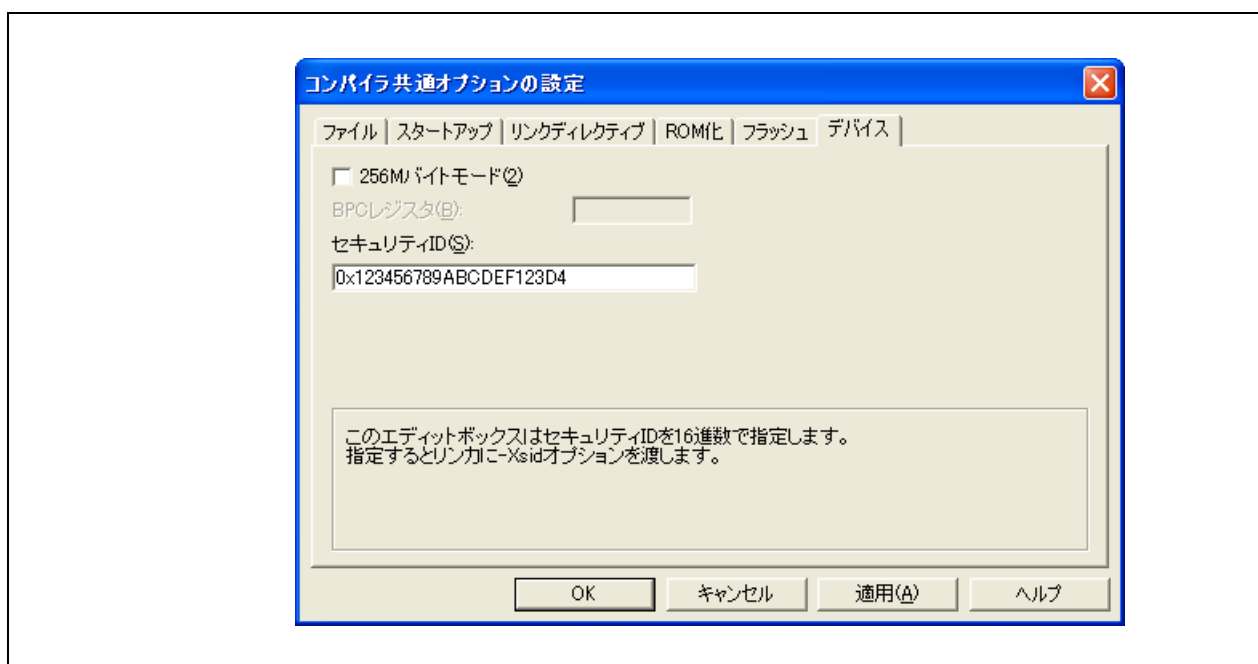 コンパイラ共通オプションの設定
ファイル スタートアップ リンクディレクティブ ROM化 フラッシュ デバイス
256Mバイトモード(2)
BPCレジスタ(B):
セキュリティID(S):
0x123456789ABCDEF123D4
このエディットボックスはセキュリティIDを16進数で指定します。
指定するとリンカに-Xsidオプションを渡します。
OK キャンセル 適用(A) ヘルプ